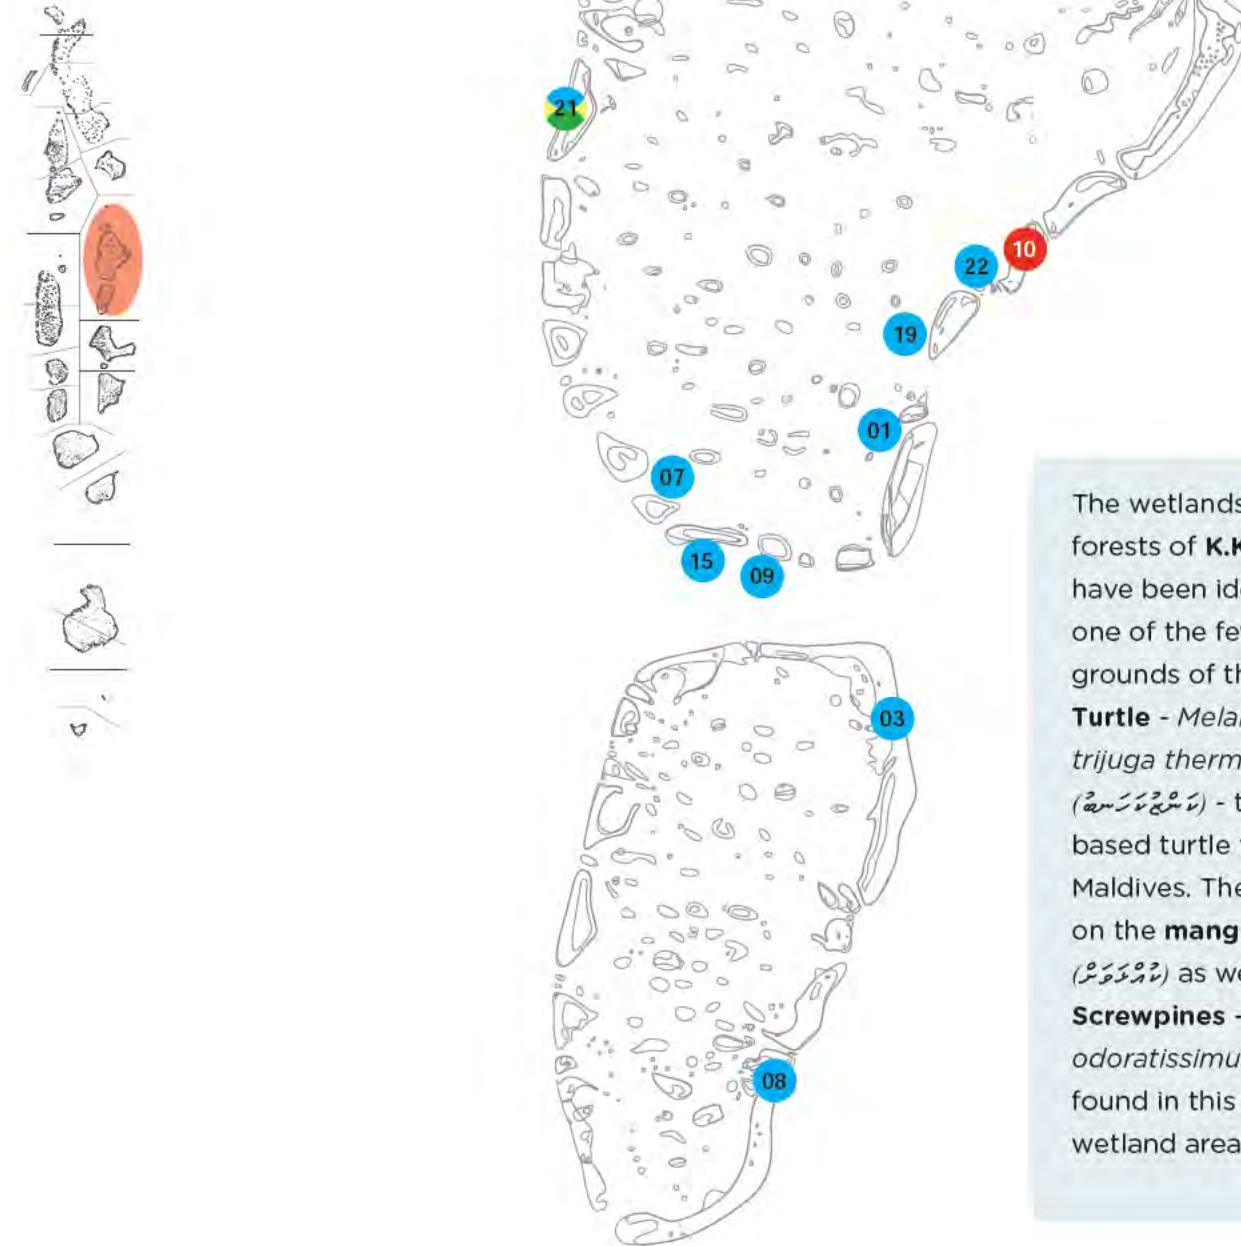 21
10
22
19
01
07
15
09
03
08
The wetlands
forests of K.K
have been ide
one of the fe
grounds of th
Turtle - Mela
trijuga therm
(ކަންޒުކަހަނބު) - t
based turtle
Maldives. The
on the mang
as we
Screwpines -
odoratissimu
found in this
wetland area